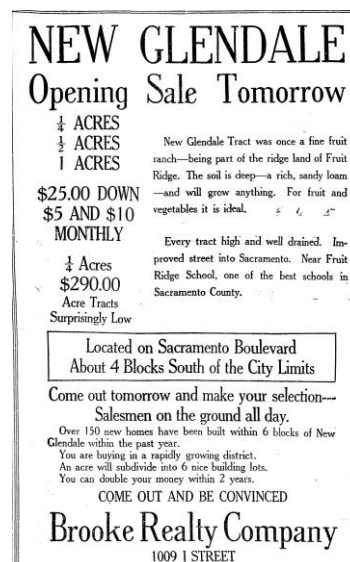 NEW GLENDALE
Opening Sale Tomorrow
¼ ACRES
½ ACRES
1 ACRES
$25.00 DOWN
$5 AND $10
MONTHLY
¼ Acres
$290.00
Acre Tracts
Surprisingly Low
New Glendale Tract was once a fine fruit
ranch—being part of the ridge land of Fruit
Ridge. The soil is deep—a rich, sandy loam
—and will grow anything. For fruit and
vegetables it is ideal.
Every tract high and well drained. Im-
proved street into Sacramento. Near Fruit
Ridge School, one of the best schools in
Sacramento County.
Located on Sacramento Boulevard
About 4 Blocks South of the City Limits
Come out tomorrow and make your selection---
Salesmen on the ground all day.
Over 150 new homes have been built within 6 blocks of New
Glendale within the past year.
You are buying in a rapidly growing district.
An acre will subdivide into 6 nice building lots.
You can double your money within 2 years.
COME OUT AND BE CONVINCED
Brooke Realty Company
1009 J STREET